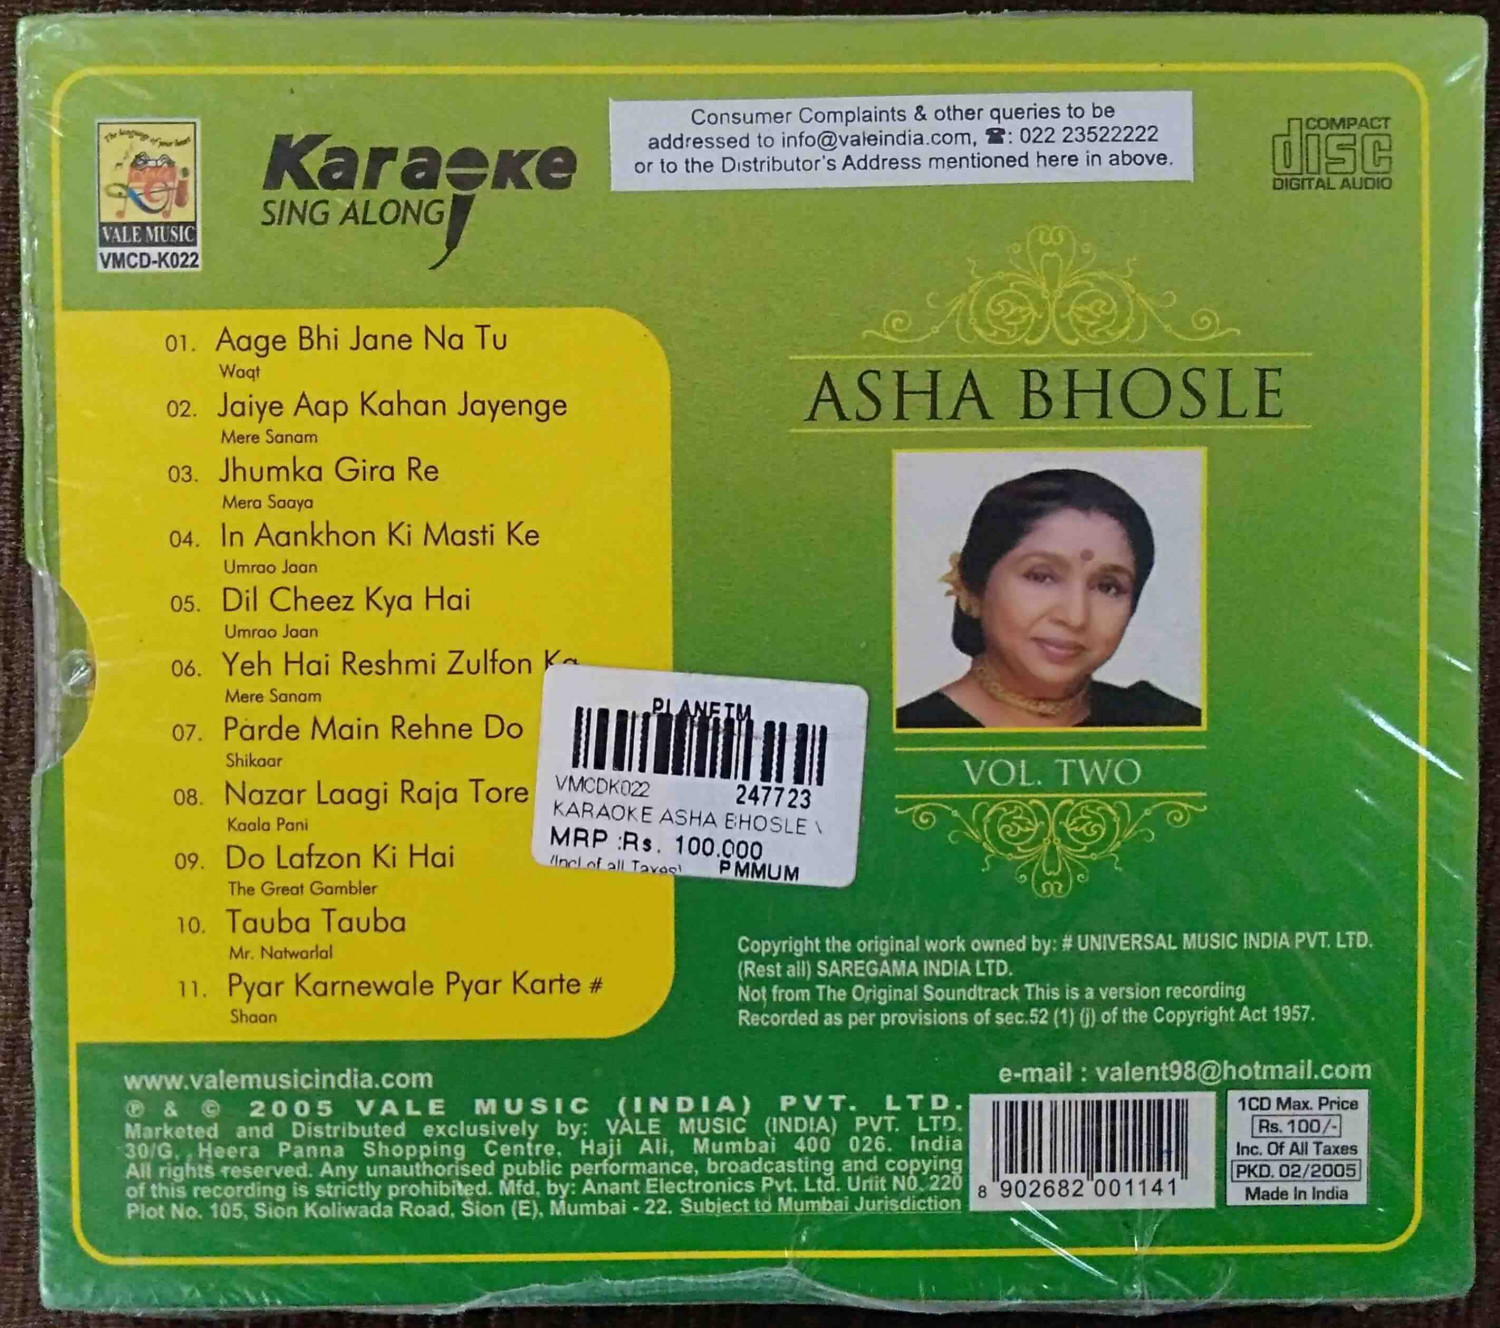 The language of your heart
VALE MUSIC
VMCD-K022
Karaoke
SING ALONG
Consumer Complaints & other queries to be
addressed to info@valeindia.com, ☎: 022 23522222
or to the Distributor's Address mentioned here in above.
COMPACT
disc
DIGITAL AUDIO
01. Aage Bhi Jane Na Tu
Waqt
02. Jaiye Aap Kahan Jayenge
Mere Sanam
03. Jhumka Gira Re
Mera Saaya
04. In Aankhon Ki Masti Ke
Umrao Jaan
05. Dil Cheez Kya Hai
Umrao Jaan
06. Yeh Hai Reshmi Zulfon Ka
Mere Sanam
07. Parde Main Rehne Do
Shikaar
08. Nazar Laagi Raja Tore
Kaala Pani
09. Do Lafzon Ki Hai
The Great Gambler
10. Tauba Tauba
Mr. Natwarlal
11. Pyar Karnewale Pyar Karte #
Shaan
ASHA BHOSLE
VOL. TWO
PLANETM
VMCDK022 247723
KARAOKE ASHA BHOSLE \
MRP :Rs. 100.000
(Incl of all Taxes) PMMUM
Copyright the original work owned by: # UNIVERSAL MUSIC INDIA PVT. LTD.
(Rest all) SAREGAMA INDIA LTD.
Not from The Original Soundtrack This is a version recording
Recorded as per provisions of sec.52 (1) (j) of the Copyright Act 1957.
www.valemusicindia.com
e-mail : valent98@hotmail.com
℗ & © 2005 VALE MUSIC (INDIA) PVT. LTD.
Marketed and Distributed exclusively by: VALE MUSIC (INDIA) PVT. LTD.
30/G, Heera Panna Shopping Centre, Haji Ali, Mumbai 400 026. India
All rights reserved. Any unauthorised public performance, broadcasting and copying
of this recording is strictly prohibited. Mfd. by: Anant Electronics Pvt. Ltd. Unit N0. 220
Plot No. 105, Sion Koliwada Road, Sion (E), Mumbai - 22. Subject to Mumbai Jurisdiction
8 902682 001141
1CD Max. Price
Rs. 100/-
Inc. Of All Taxes
PKD. 02/2005
Made In India